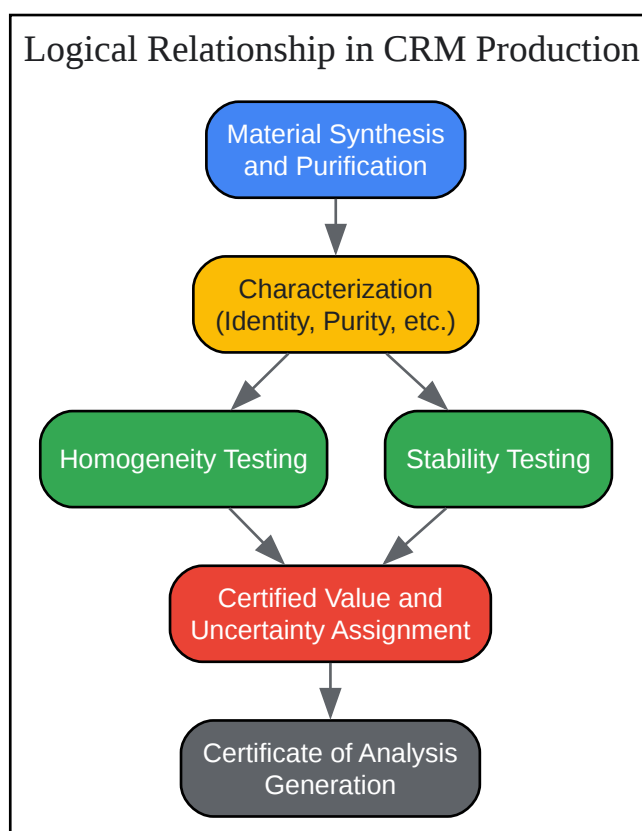 Logical Relationship in CRM Production
Material Synthesis
and Purification
Characterization
(Identity, Purity, etc.)
Homogeneity Testing
Stability Testing
Certified Value and
Uncertainty Assignment
Certificate of Analysis
Generation